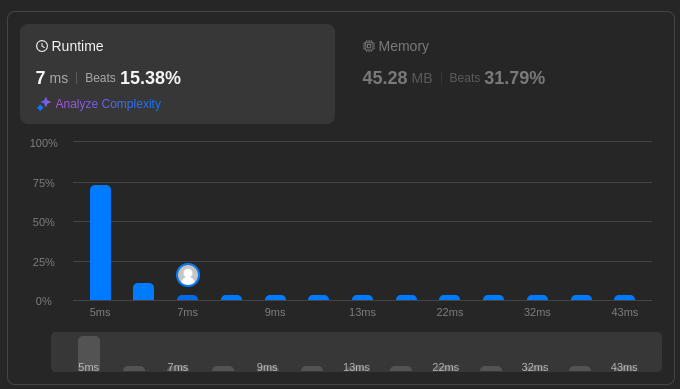 Runtime
7 ms | Beats 15.38%
Analyze Complexity
Memory
45.28 MB | Beats 31.79%
100%
75%
50%
25%
0%
5ms 7ms 9ms 13ms 22ms 32ms 43ms
5ms 7ms 9ms 13ms 22ms 32ms 43ms